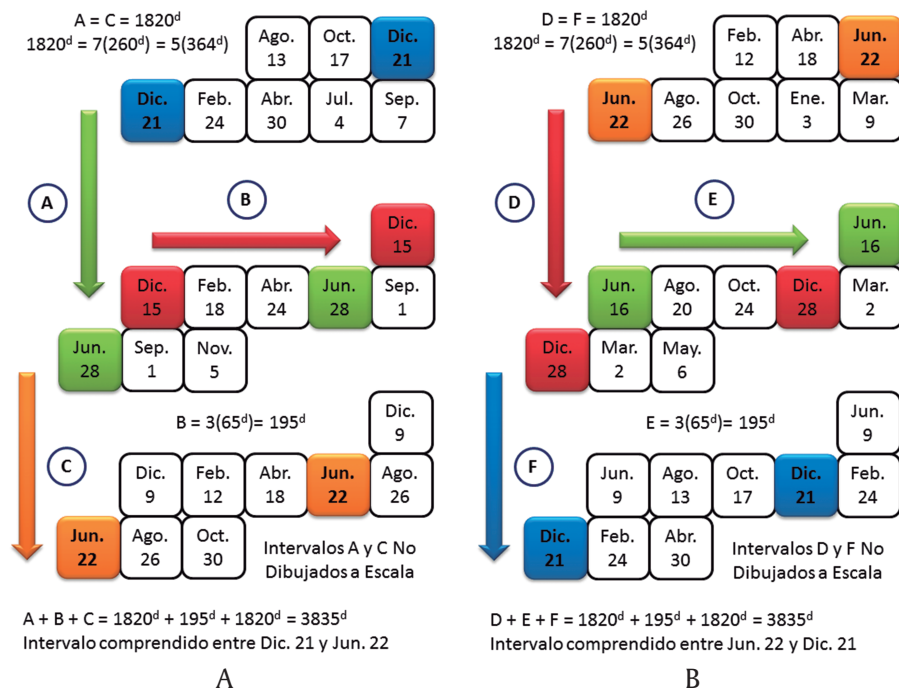 A = C = 1820ᵈ
1820ᵈ = 7(260ᵈ) = 5(364ᵈ)
Ago. 13
Oct. 17
Dic. 21
Dic. 21
Feb. 24
Abr. 30
Jul. 4
Sep. 7
A
B
Dic. 15
Dic. 15
Feb. 18
Abr. 24
Jun. 28
Sep. 1
Jun. 28
Sep. 1
Nov. 5
B = 3(65ᵈ)= 195ᵈ
C
Dic. 9
Dic. 9
Feb. 12
Abr. 18
Jun. 22
Ago. 26
Jun. 22
Ago. 26
Oct. 30
Intervalos A y C No
Dibujados a Escala
A + B + C = 1820ᵈ + 195ᵈ + 1820ᵈ = 3835ᵈ
Intervalo comprendido entre Dic. 21 y Jun. 22
A
D = F = 1820ᵈ
1820ᵈ = 7(260ᵈ) = 5(364ᵈ)
Feb. 12
Abr. 18
Jun. 22
Jun. 22
Ago. 26
Oct. 30
Ene. 3
Mar. 9
D
E
Jun. 16
Jun. 16
Ago. 20
Oct. 24
Dic. 28
Mar. 2
Dic. 28
Mar. 2
May. 6
E = 3(65ᵈ)= 195ᵈ
F
Jun. 9
Jun. 9
Ago. 13
Oct. 17
Dic. 21
Feb. 24
Dic. 21
Feb. 24
Abr. 30
Intervalos D y F No
Dibujados a Escala
D + E + F = 1820ᵈ + 195ᵈ + 1820ᵈ = 3835ᵈ
Intervalo comprendido entre Jun. 22 y Dic. 21
B